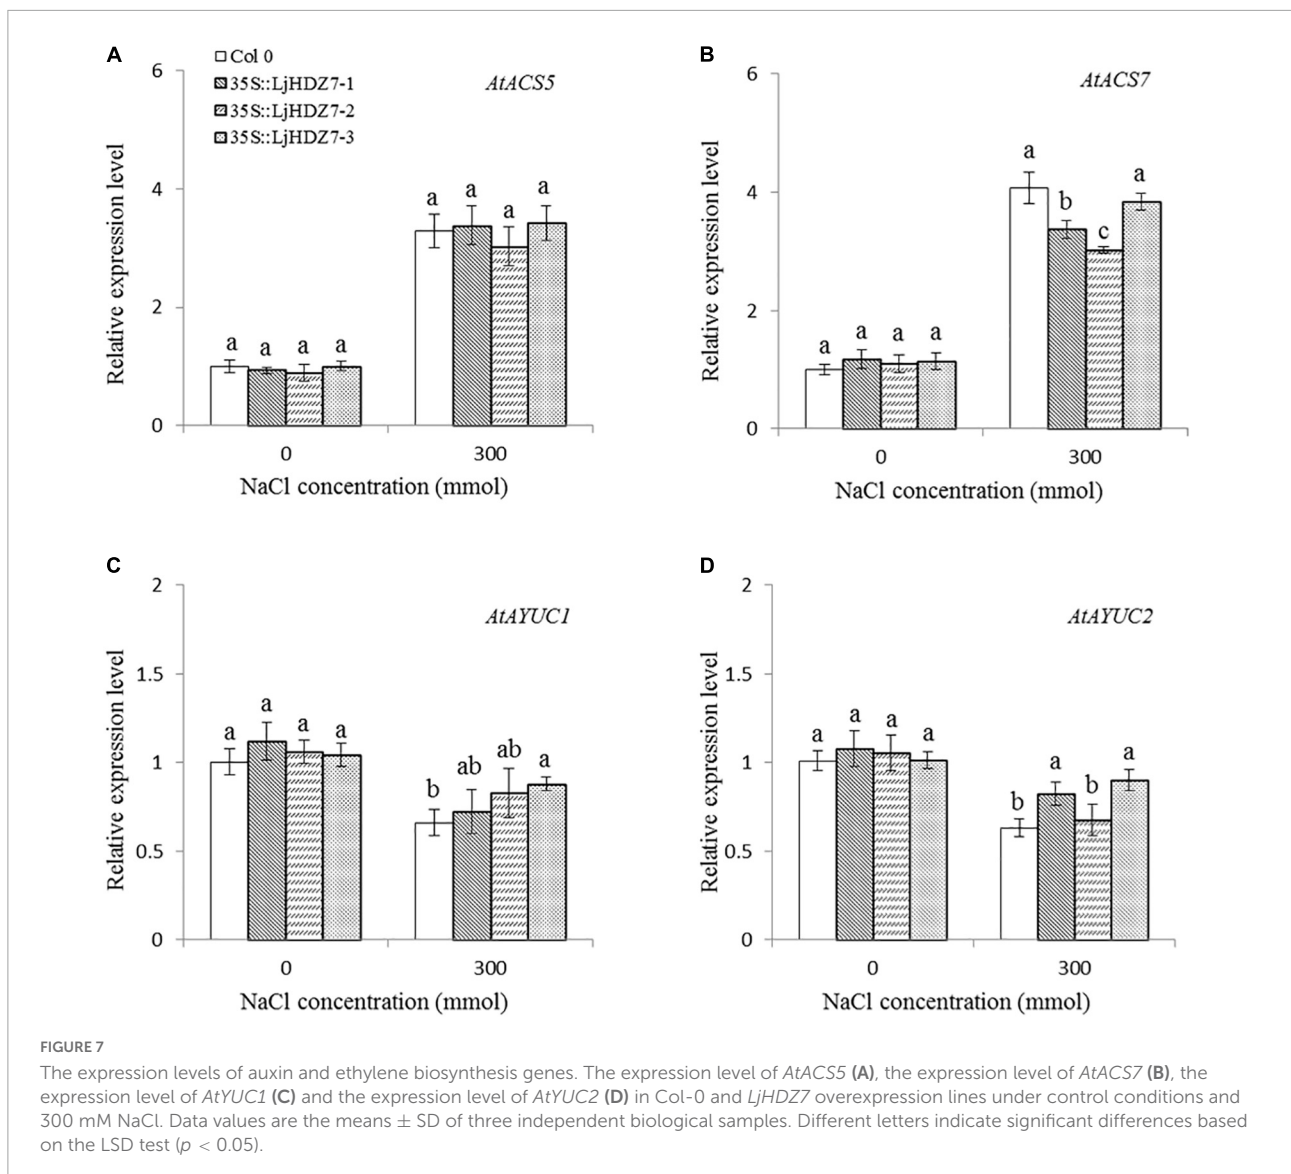 A
Col 0
35S::LjHDZ7-1
35S::LjHDZ7-2
35S::LjHDZ7-3
AtACS5
Relative expression level
6
4
2
0
a a a a
a a a a
0 300
NaCl concentration (mmol)
B
AtACS7
Relative expression level
6
4
2
0
a a a a
a b c a
0 300
NaCl concentration (mmol)
C
AtAYUC1
Relative expression level
2
1.5
1
0.5
0
a a a a
b ab ab a
0 300
NaCl concentration (mmol)
D
AtAYUC2
Relative expression level
2
1.5
1
0.5
0
a a a a
b a b a
0 300
NaCl concentration (mmol)
FIGURE 7
The expression levels of auxin and ethylene biosynthesis genes. The expression level of AtACS5 (A), the expression level of AtACS7 (B), the
expression level of AtYUC1 (C) and the expression level of AtYUC2 (D) in Col-0 and LjHDZ7 overexpression lines under control conditions and
300 mM NaCl. Data values are the means ± SD of three independent biological samples. Different letters indicate significant differences based
on the LSD test (p < 0.05).